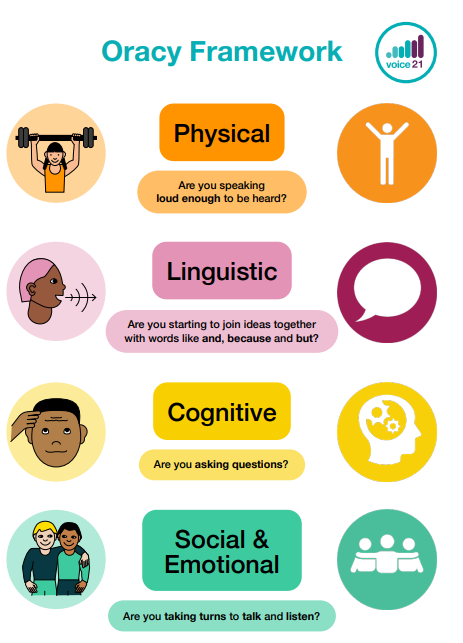 Oracy Framework
voice 21
Physical
Are you speaking
loud enough to be heard?
Linguistic
Are you starting to join ideas together
with words like and, because and but?
Cognitive
Are you asking questions?
Social &
Emotional
Are you taking turns to talk and listen?